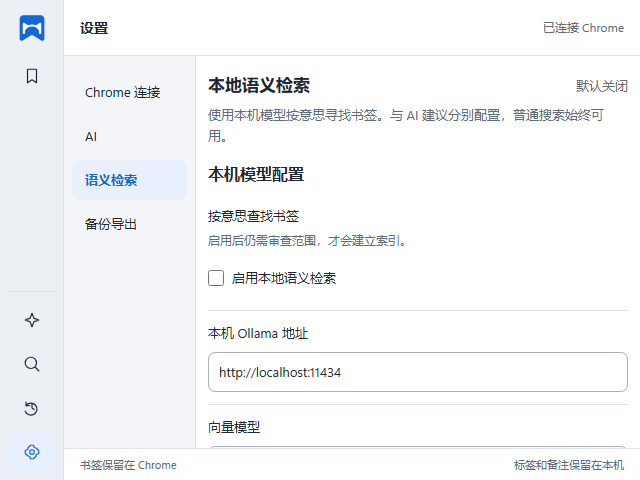 设置
已连接 Chrome
Chrome 连接
AI
语义检索
备份导出
本地语义检索
默认关闭
使用本机模型按意思寻找书签。与 AI 建议分别配置，普通搜索始终可
用。
本机模型配置
按意思查找书签
启用后仍需审查范围，才会建立索引。
启用本地语义检索
本机 Ollama 地址
http://localhost:11434
向量模型
书签保留在 Chrome
标签和备注保留在本机